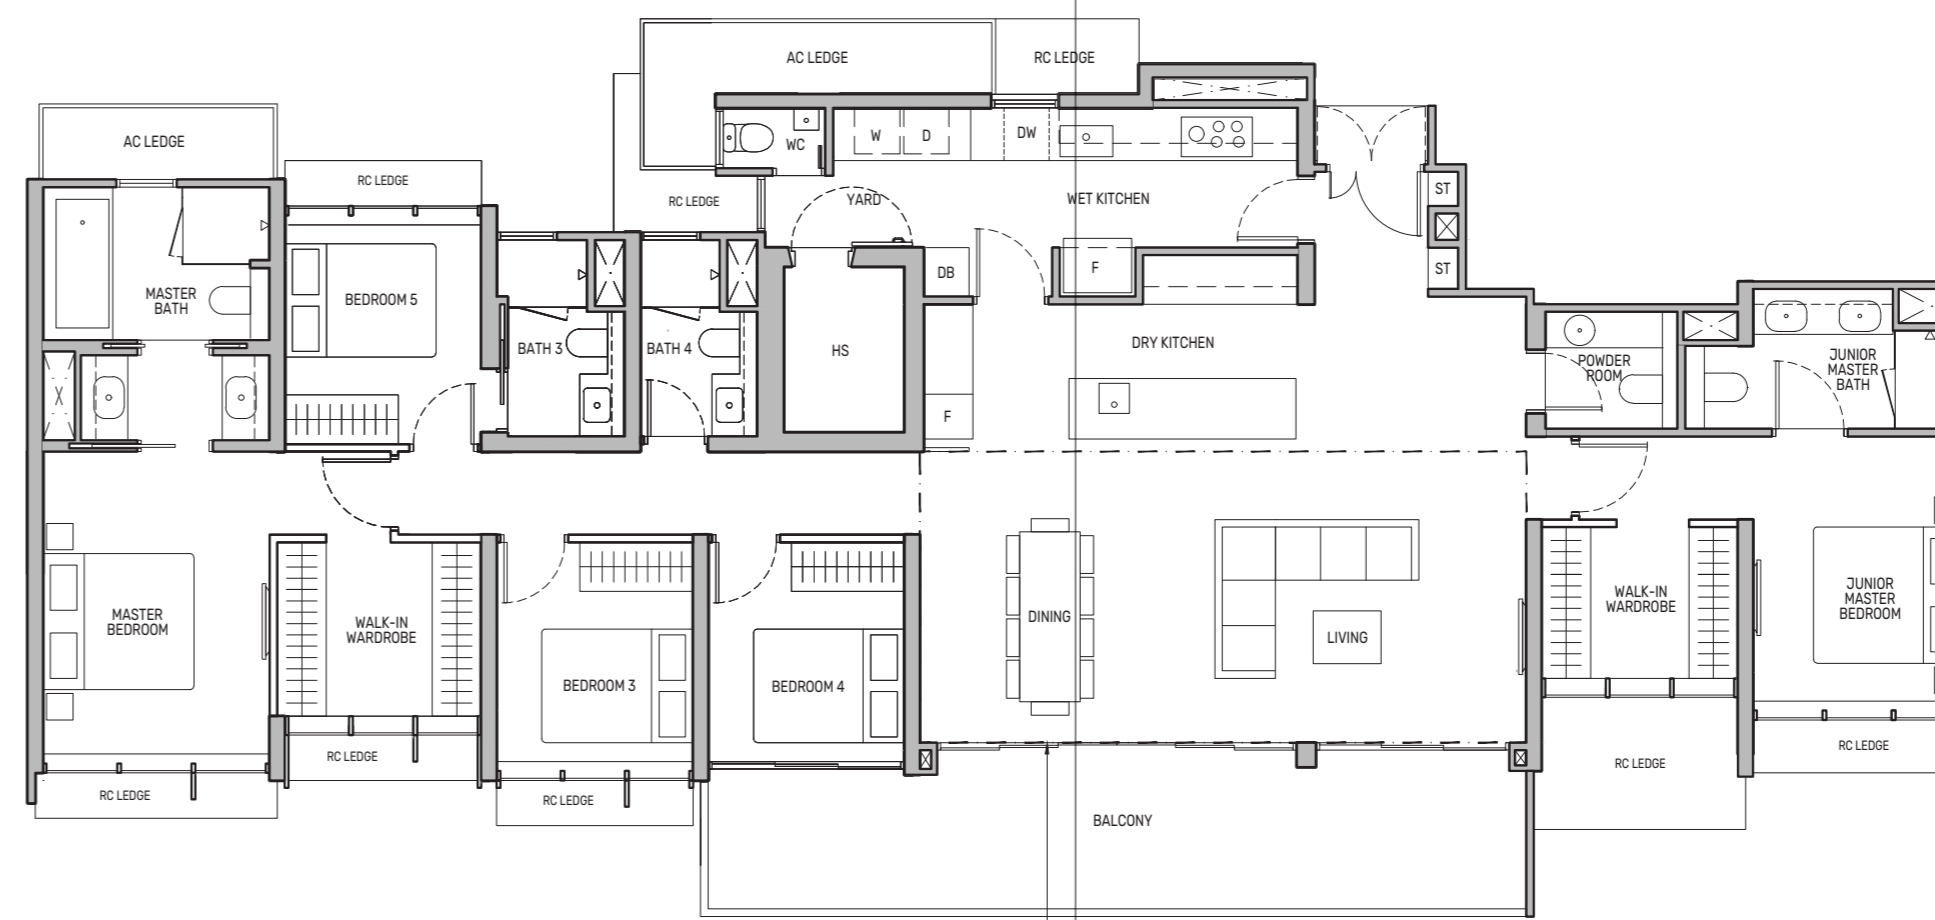 AC LEDGE
RC LEDGE
AC LEDGE
RC LEDGE
RC LEDGE
WC
W
D
DW
YARD
WET KITCHEN
ST
ST
MASTER
BATH
BEDROOM 5
BATH 3
BATH 4
HS
DB
F
F
DRY KITCHEN
POWDER
ROOM
JUNIOR
MASTER
BATH
MASTER
BEDROOM
WALK-IN
WARDROBE
BEDROOM 3
BEDROOM 4
DINING
LIVING
WALK-IN
WARDROBE
JUNIOR
MASTER
BEDROOM
RC LEDGE
RC LEDGE
RC LEDGE
BALCONY
RC LEDGE
RC LEDGE